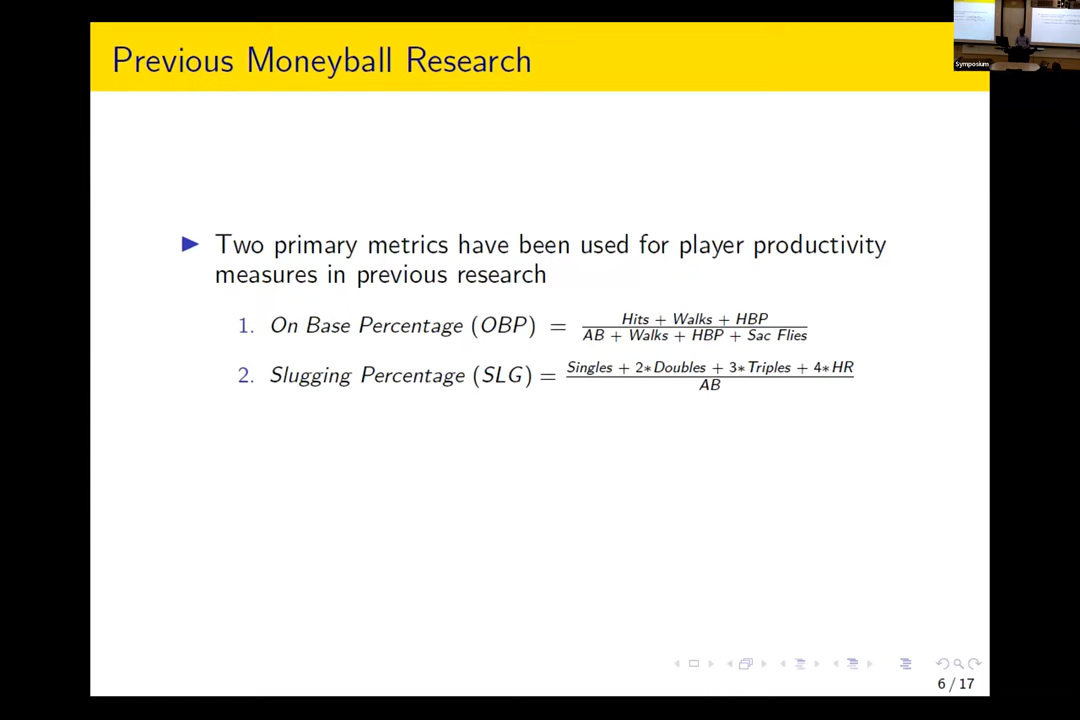 Previous Moneyball Research
Symposium
▶ Two primary metrics have been used for player productivity
measures in previous research
1. On Base Percentage (OBP) = Hits + Walks + HBP / AB + Walks + HBP + Sac Flies
2. Slugging Percentage (SLG) = Singles + 2*Doubles + 3*Triples + 4*HR / AB
6 / 17